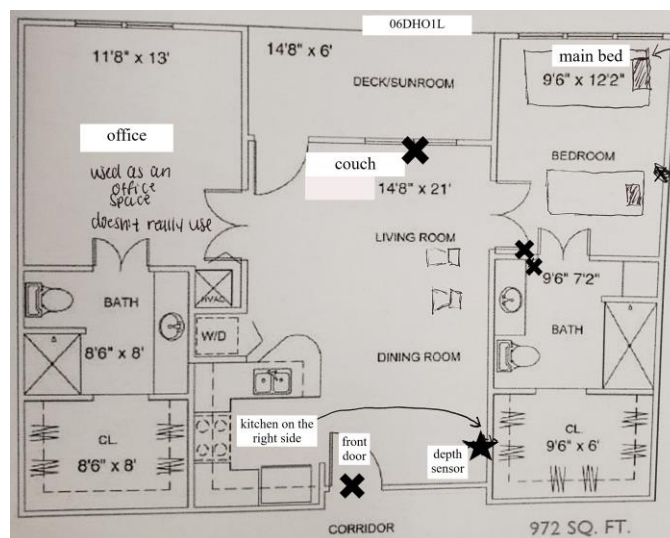 06DHO1L
11'8" x 13'
14'8" x 6'
DECK/SUNROOM
main bed
9'6" x 12'2"
office
used as an
office
space
doesn't really use
couch
14'8" x 21'
BEDROOM
LIVING ROOM
BATH
HVAC
9'6" 7'2"
W/D
8'6" x 8'
BATH
DINING ROOM
kitchen on the
right side
front
door
depth
sensor
CL.
8'6" x 8'
CL.
9'6" x 6'
CORRIDOR
972 SQ. FT.